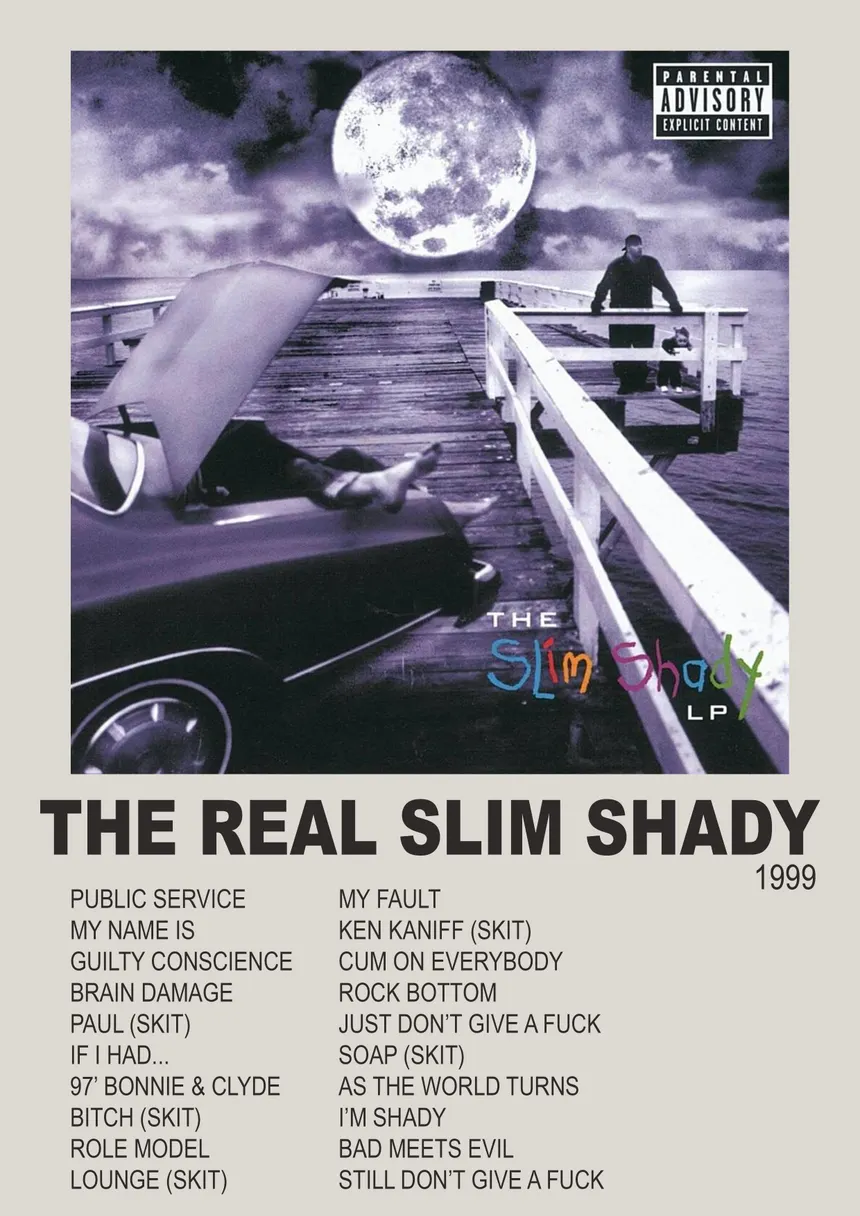 PARENTAL
ADVISORY
EXPLICIT CONTENT
THE
Slim Shady
LP
THE REAL SLIM SHADY
1999
PUBLIC SERVICE
MY NAME IS
GUILTY CONSCIENCE
BRAIN DAMAGE
PAUL (SKIT)
IF I HAD...
97’ BONNIE & CLYDE
BITCH (SKIT)
ROLE MODEL
LOUNGE (SKIT)
MY FAULT
KEN KANIFF (SKIT)
CUM ON EVERYBODY
ROCK BOTTOM
JUST DON’T GIVE A FUCK
SOAP (SKIT)
AS THE WORLD TURNS
I’M SHADY
BAD MEETS EVIL
STILL DON’T GIVE A FUCK